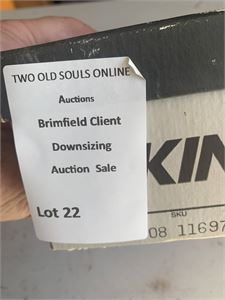 TWO OLD SOULS ONLINE
Auctions
Brimfield Client
Downsizing
Auction Sale
Lot 22
KIN
SKU
08 11697